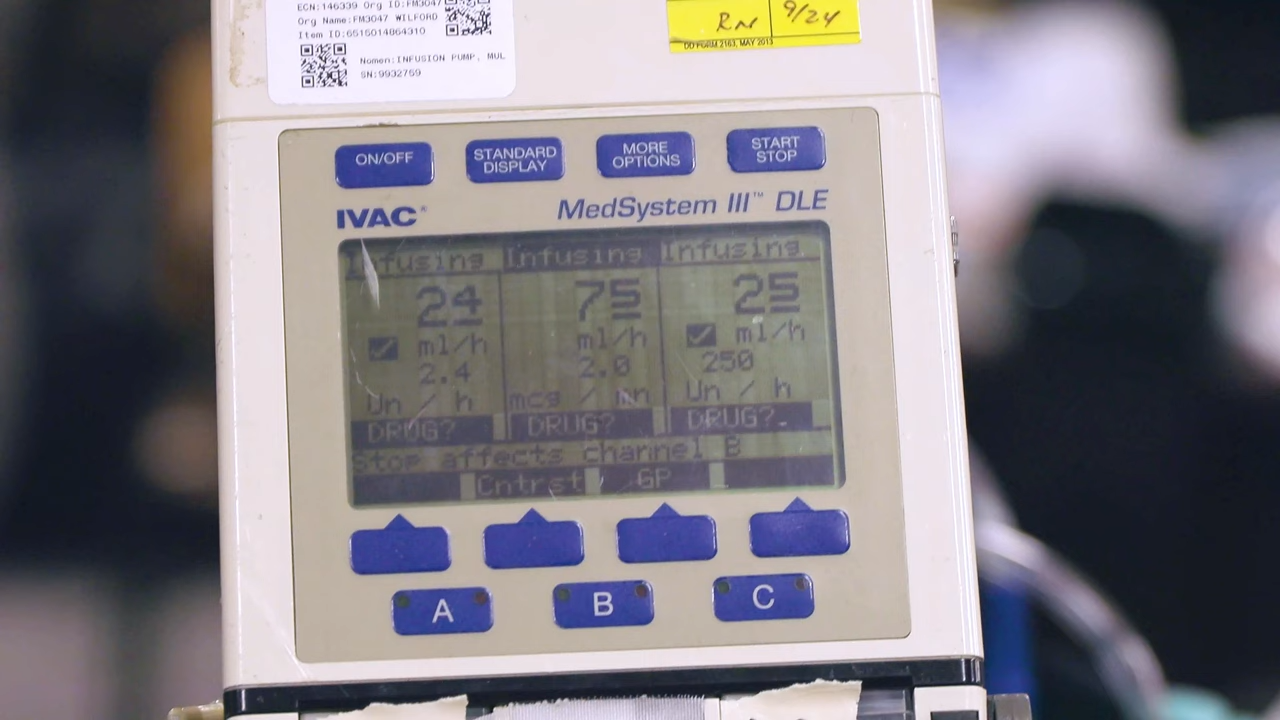 ECN:146339 Org ID:FM3047
Org Name:FM3047 WILFORD
Item ID:6515014864310
Nomen:INFUSION PUMP, MUL
SN:9932769
RN 9/24
DD FORM 2163, MAY 2013
ON/OFF STANDARD DISPLAY MORE OPTIONS START STOP
IVAC® MedSystem III™ DLE
Infusing Infusing Infusing
24 75 25
ml/h ml/h ml/h
2.4 2.0 250
Un / h mcg / mn Un / h
DRUG? DRUG? DRUG?
Stop affects channel B
Cntrst GP
A B C